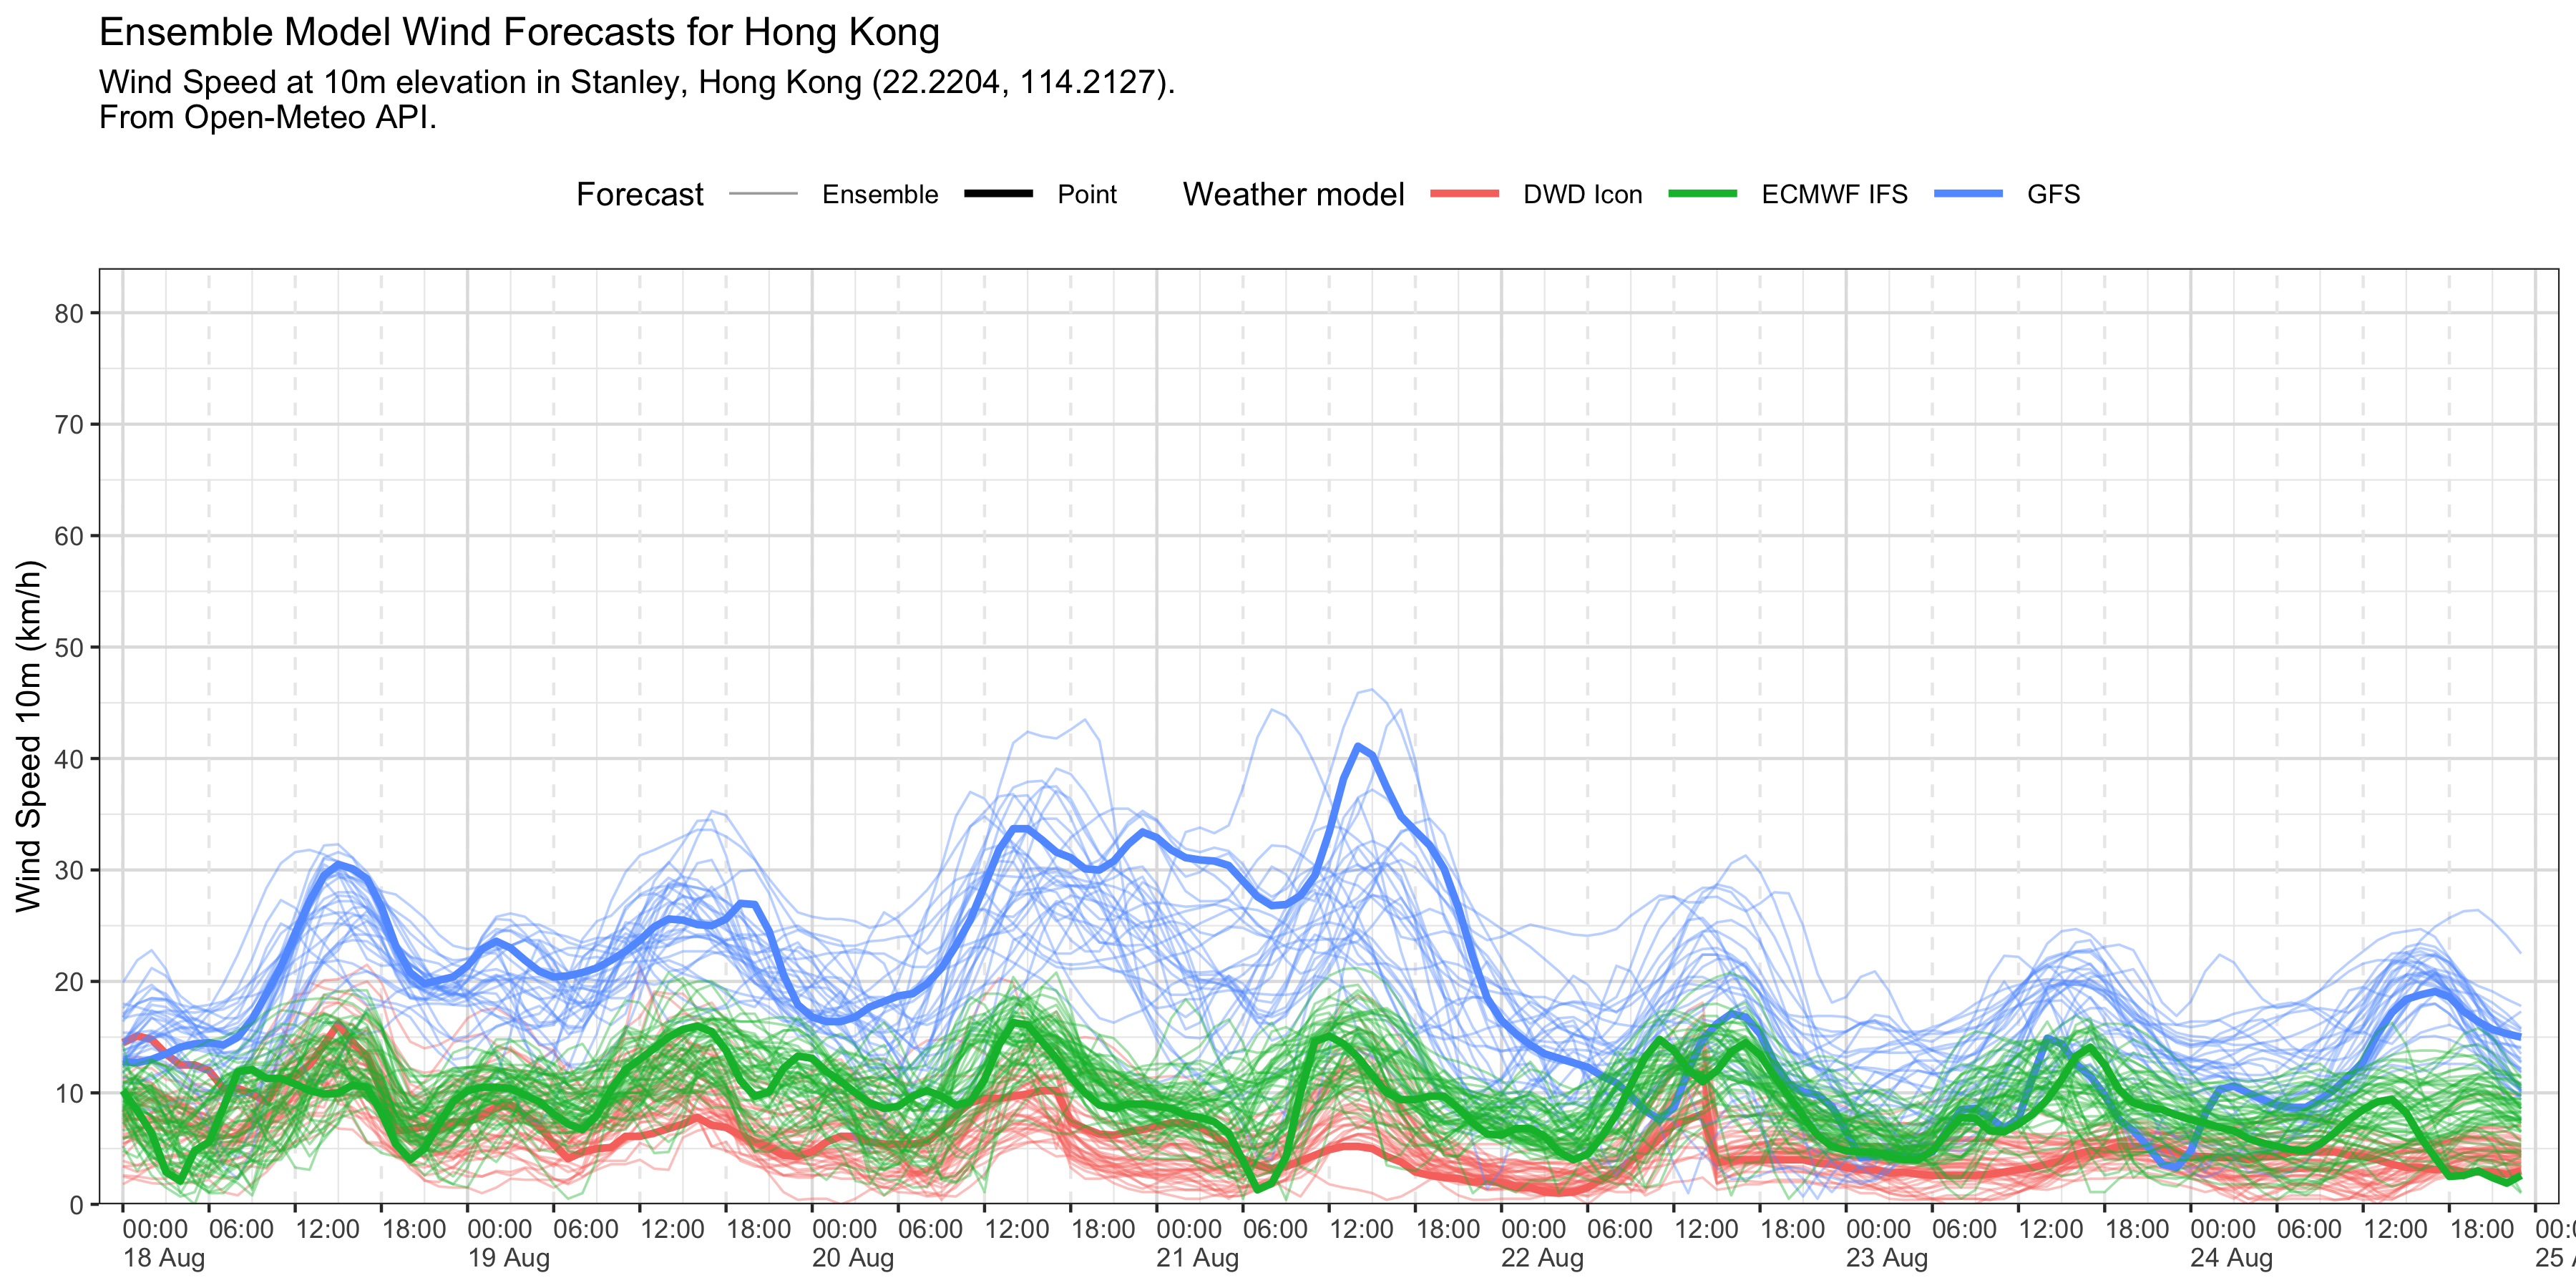 Ensemble Model Wind Forecasts for Hong Kong
Wind Speed at 10m elevation in Stanley, Hong Kong (22.2204, 114.2127).
From Open-Meteo API.
Forecast Ensemble Point Weather model DWD Icon ECMWF IFS GFS
Wind Speed 10m (km/h)
80
70
60
50
40
30
20
10
0
00:00 06:00 12:00 18:00 00:00 06:00 12:00 18:00 00:00 06:00 12:00 18:00 00:00 06:00 12:00 18:00 00:00 06:00 12:00 18:00 00:00 06:00 12:00 18:00 00:00 06:00 12:00 18:00
18 Aug 19 Aug 20 Aug 21 Aug 22 Aug 23 Aug 24 Aug 25